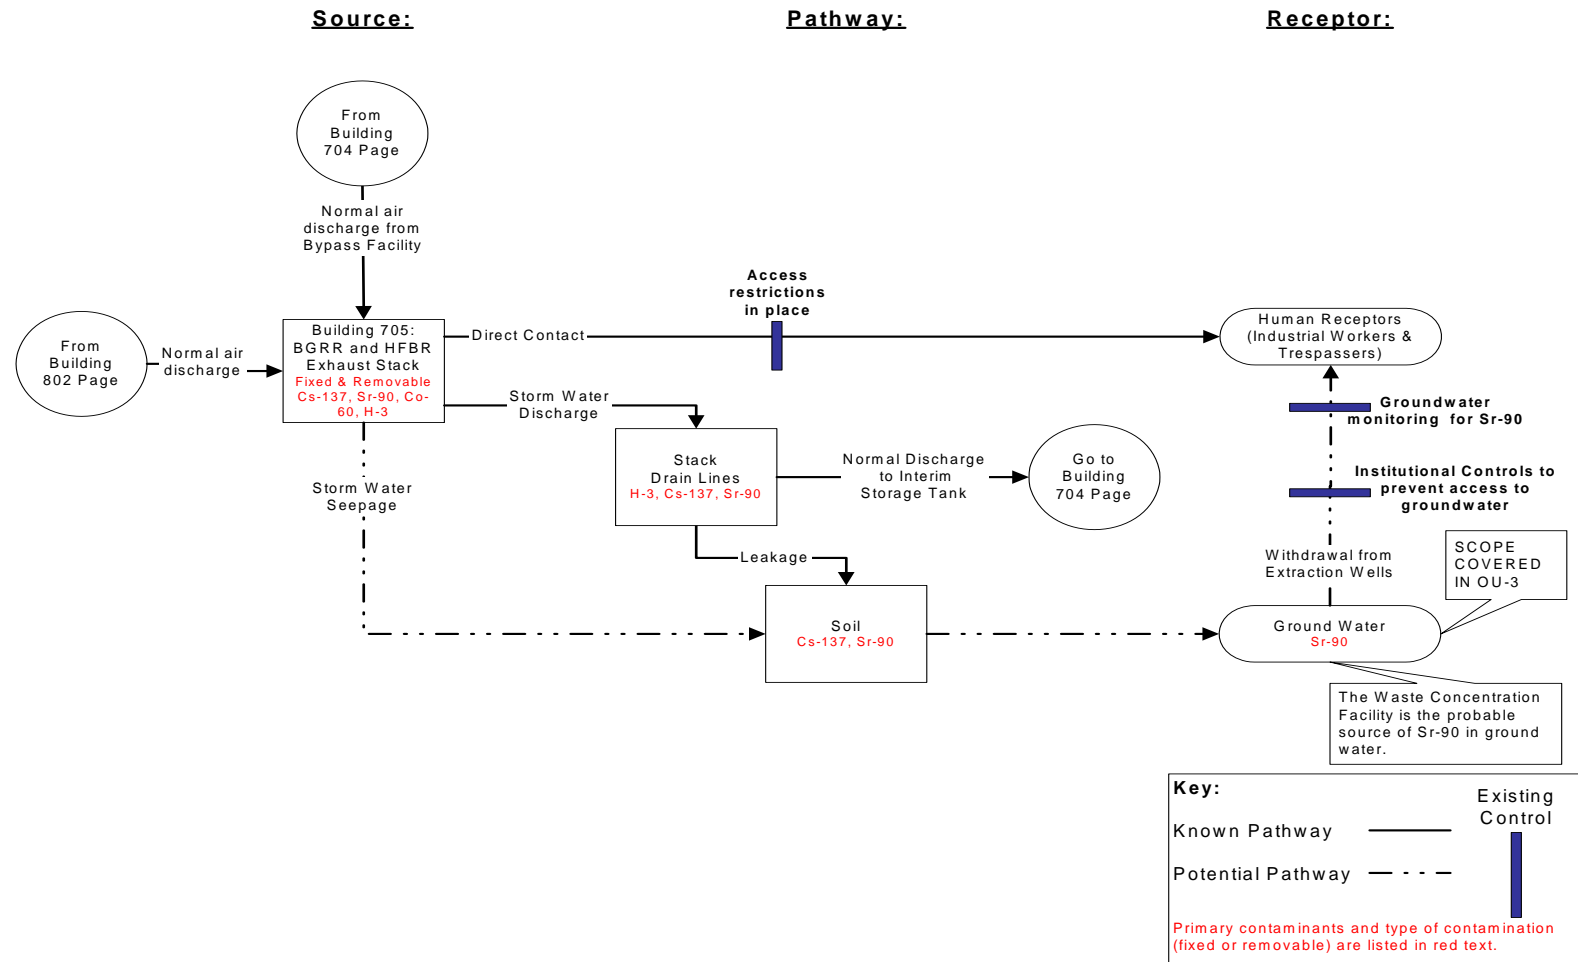 Source:
Pathway:
Receptor:
From
Building
704 Page
Normal air
discharge from
Bypass Facility
From
Building
802 Page
Normal air
discharge
Building 705:
BGRR and HFBR
Exhaust Stack
Fixed & Removable
Cs-137, Sr-90, Co-
60, H-3
Direct Contact
Access
restrictions
in place
Human Receptors
(Industrial Workers &
Trespassers)
Storm Water
Discharge
Groundwater
monitoring for Sr-90
Stack
Drain Lines
H-3, Cs-137, Sr-90
Normal Discharge
to Interim
Storage Tank
Go to
Building
704 Page
Institutional Controls to
prevent access to
groundwater
Storm Water
Seepage
Leakage
Withdrawal from
Extraction Wells
SCOPE
COVERED
IN OU-3
Soil
Cs-137, Sr-90
Ground Water
Sr-90
The Waste Concentration
Facility is the probable
source of Sr-90 in ground
water.
Key:
Existing
Control
Known Pathway
Potential Pathway
Primary contaminants and type of contamination
(fixed or removable) are listed in red text.